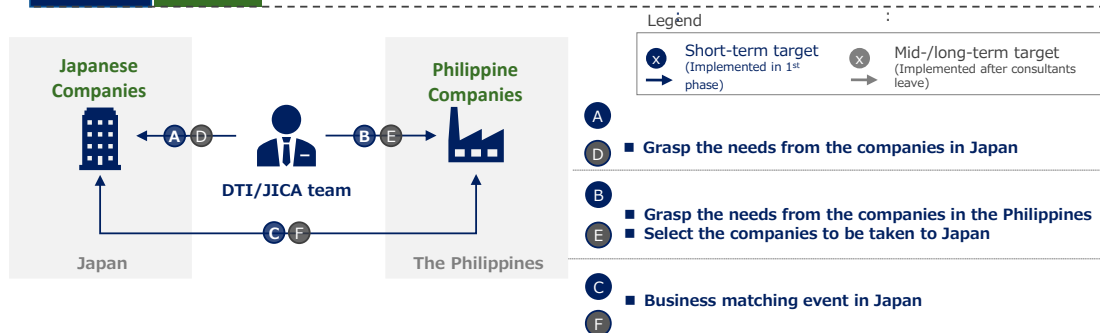 Legend
x
Short-term target
(Implemented in 1st
phase)
x
Mid-/long-term target
(Implemented after consultants
leave)
Japanese
Companies
Philippine
Companies
A D
B E
DTI/JICA team
C F
Japan
The Philippines
A
D
■ Grasp the needs from the companies in Japan
B
E
■ Grasp the needs from the companies in the Philippines
■ Select the companies to be taken to Japan
C
F
■ Business matching event in Japan